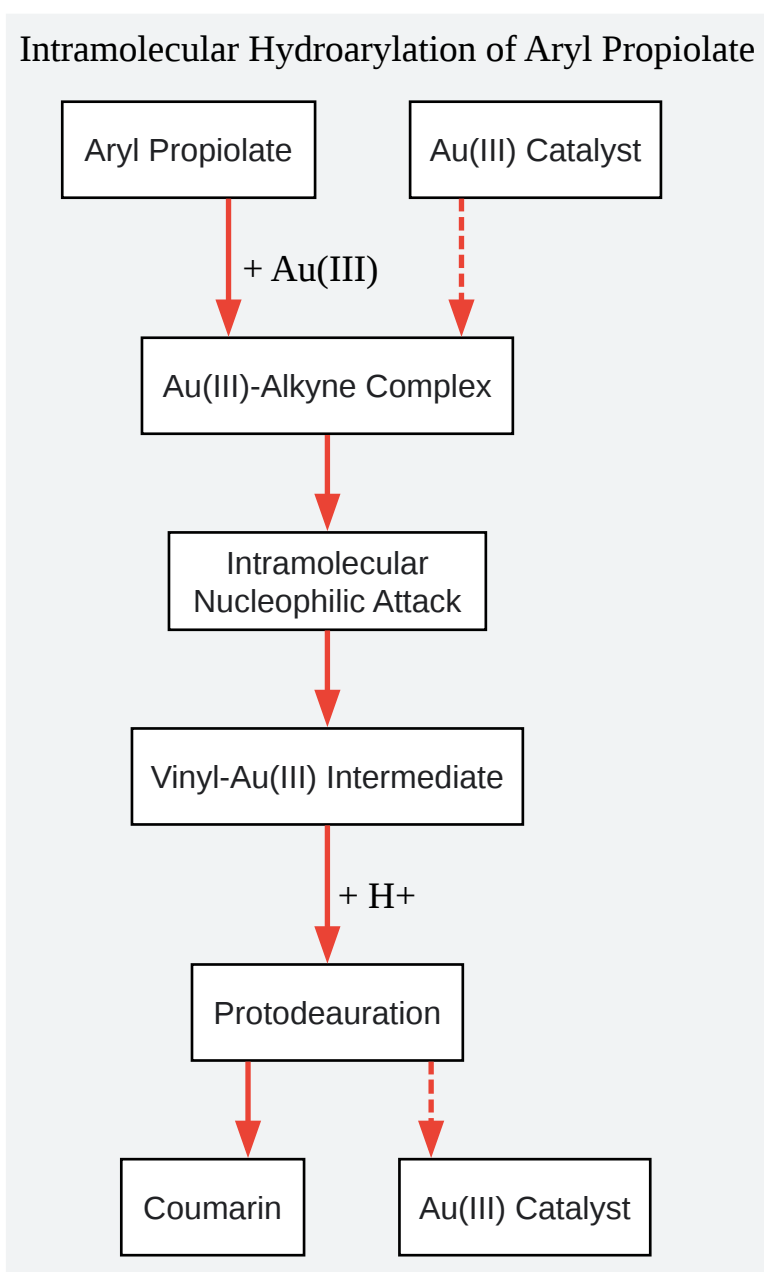 Intramolecular Hydroarylation of Aryl Propiolate
Aryl Propiolate
Au(III) Catalyst
+ Au(III)
Au(III)-Alkyne Complex
Intramolecular
Nucleophilic Attack
Vinyl-Au(III) Intermediate
+ H+
Protodeauration
Coumarin
Au(III) Catalyst